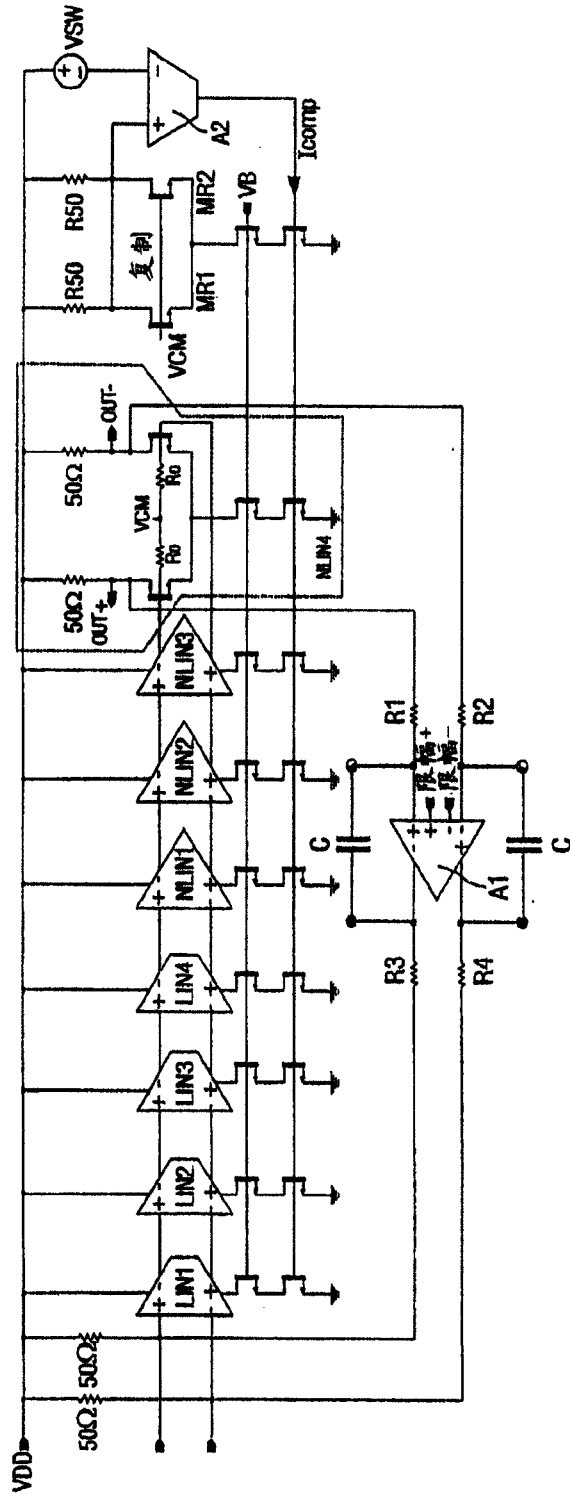 VDD
50Ω
50Ω
LIN1
LIN2
LIN3
LIN4
NLIN1
NLIN2
NLIN3
50Ω
50Ω
OUT+
OUT-
VCM
Ro
Ro
NLIN4
R50
R50
复制
VCM
MR1
MR2
VSW
A2
VB
Icomp
R1
R2
限幅+
限幅-
C
C
A1
R3
R4